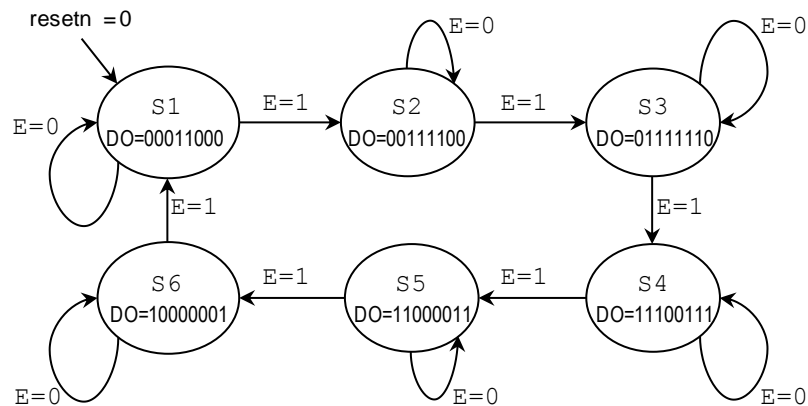 resetn =0
E=0
E=0
S1
DO=00011000
E=1
S2
DO=00111100
E=1
S3
DO=01111110
E=0
E=1
E=1
S6
DO=10000001
E=1
S5
DO=11000011
E=1
S4
DO=11100111
E=0
E=0
E=0